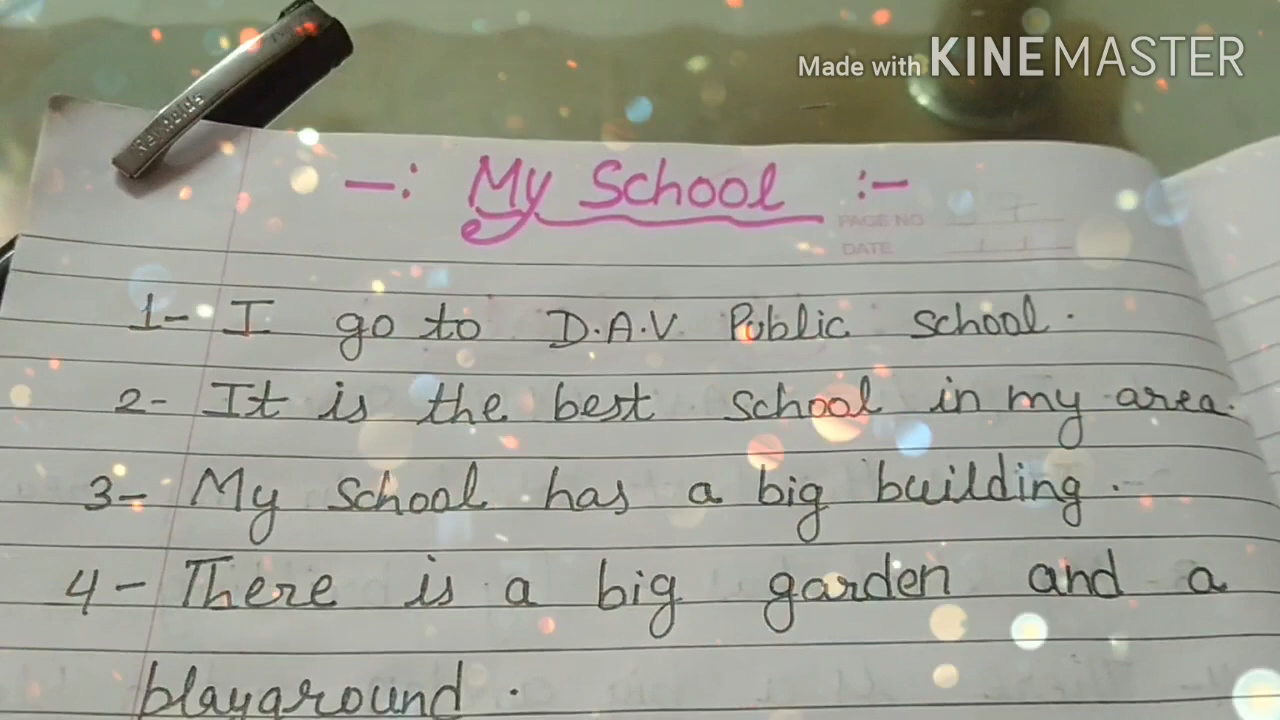 Made with KINEMASTER
Reynolds
-: My School :-
PAGE NO
DATE
1- I go to D.A.V. Public school.
2- It is the best school in my area.
3- My school has a big building.
4- There is a big garden and a
playground.